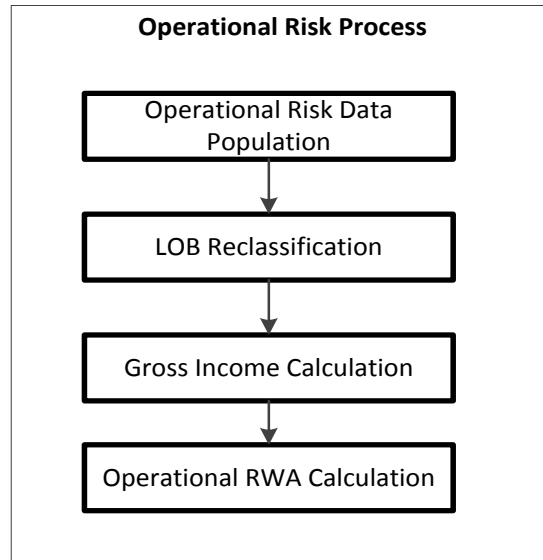 Operational Risk Process
Operational Risk Data
Population
LOB Reclassification
Gross Income Calculation
Operational RWA Calculation